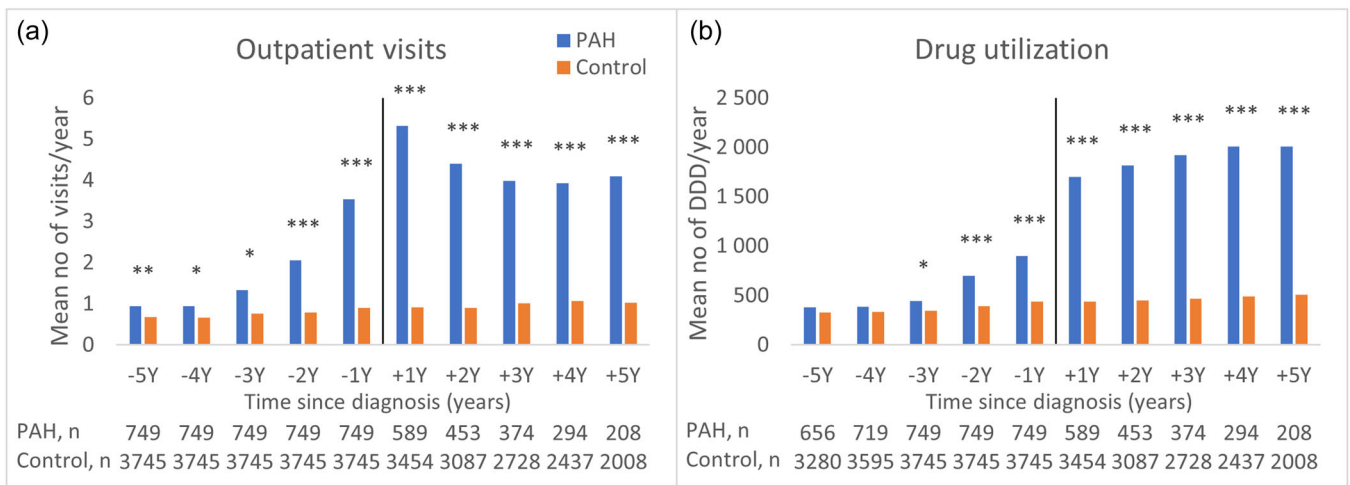 (a)
Outpatient visits
PAH
Control
Mean no of visits/year
6
5
4
3
2
1
0
** * * *** *** *** *** *** *** ***
-5Y -4Y -3Y -2Y -1Y +1Y +2Y +3Y +4Y +5Y
Time since diagnosis (years)
PAH, n 749 749 749 749 749 589 453 374 294 208
Control, n 3745 3745 3745 3745 3745 3454 3087 2728 2437 2008
(b)
Drug utilization
Mean no of DDD/year
2 500
2 000
1 500
1 000
500
0
* *** *** *** *** *** *** ***
-5Y -4Y -3Y -2Y -1Y +1Y +2Y +3Y +4Y +5Y
Time since diagnosis (years)
PAH, n 656 719 749 749 749 589 453 374 294 208
Control, n 3280 3595 3745 3745 3745 3454 3087 2728 2437 2008